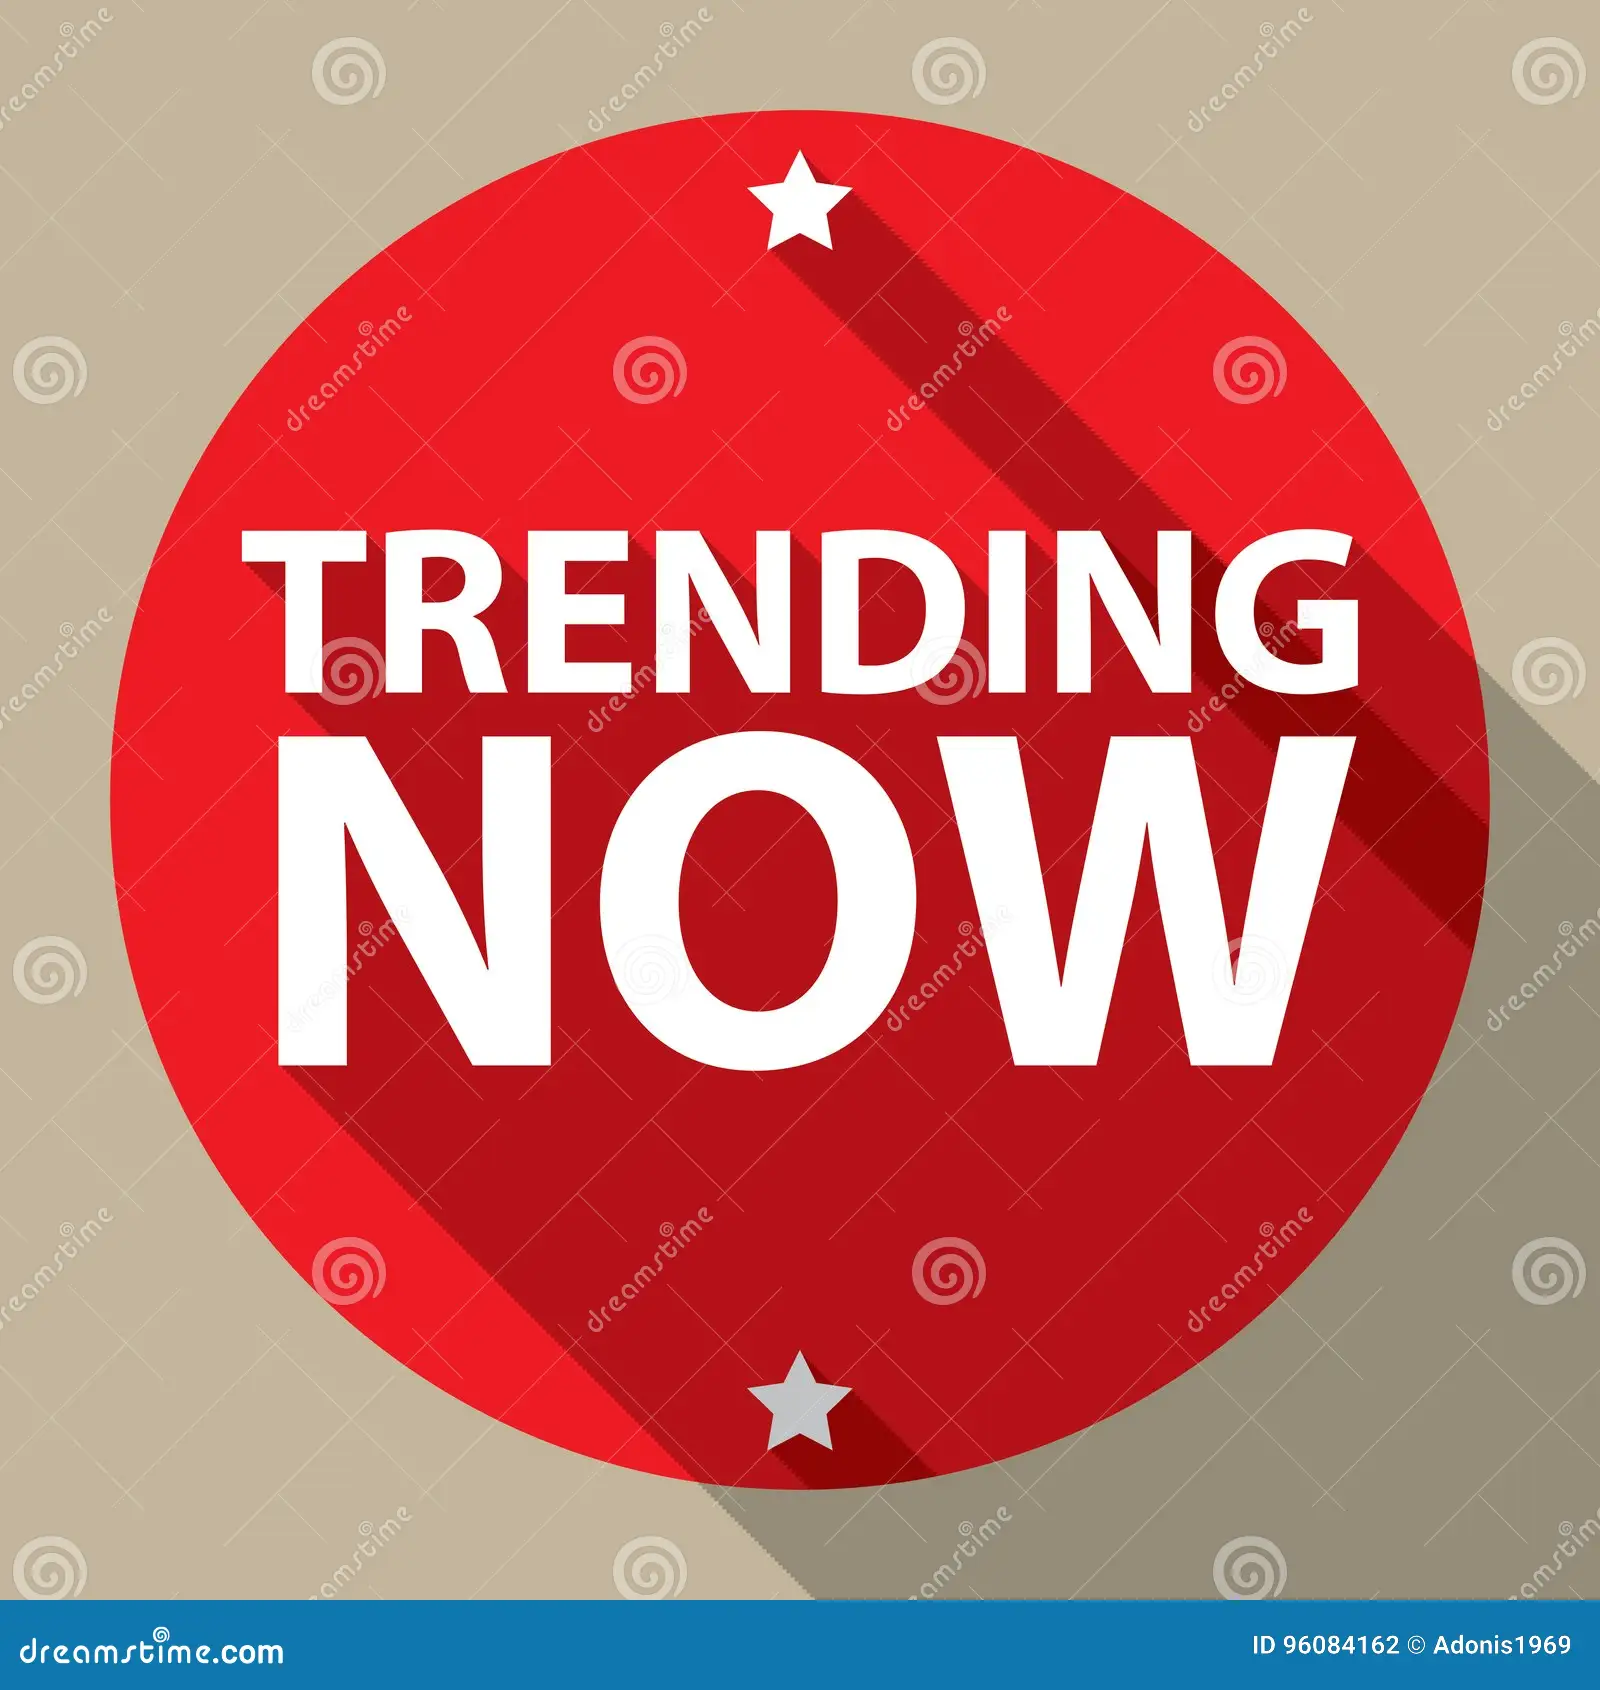 TRENDING
NOW
dreamstime.com
ID 96084162 © Adonis1969